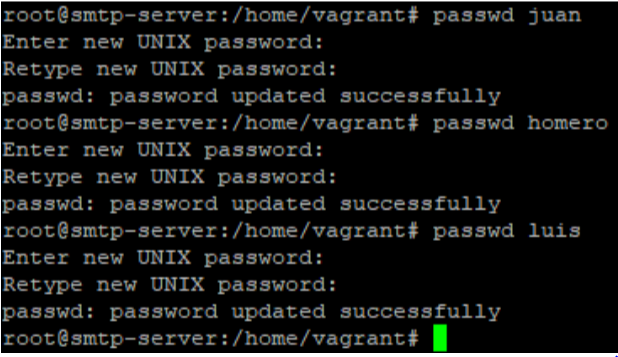 root@smtp-server:/home/vagrant# passwd juan
Enter new UNIX password:
Retype new UNIX password:
passwd: password updated successfully
root@smtp-server:/home/vagrant# passwd homero
Enter new UNIX password:
Retype new UNIX password:
passwd: password updated successfully
root@smtp-server:/home/vagrant# passwd luis
Enter new UNIX password:
Retype new UNIX password:
passwd: password updated successfully
root@smtp-server:/home/vagrant#